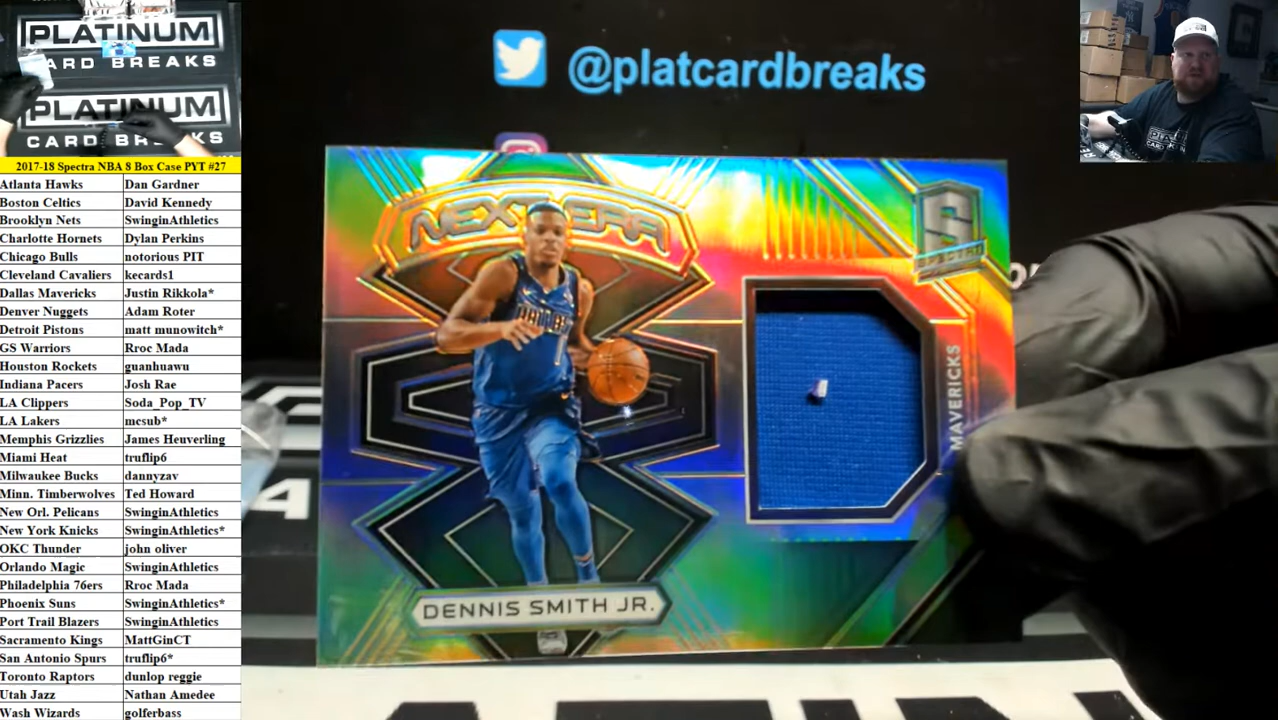 PLATINUM
CARD BREAKS
PLATINUM
CARD BREAKS
2017-18 Spectra NBA 8 Box Case PYT #27
Atlanta Hawks Dan Gardner
Boston Celtics David Kennedy
Brooklyn Nets SwinginAthletics
Charlotte Hornets Dylan Perkins
Chicago Bulls notorious PIT
Cleveland Cavaliers kecards1
Dallas Mavericks Justin Rikkola*
Denver Nuggets Adam Roter
Detroit Pistons matt munowitch*
GS Warriors Rroc Mada
Houston Rockets guanhuawu
Indiana Pacers Josh Rae
LA Clippers Soda_Pop_TV
LA Lakers mcsub*
Memphis Grizzlies James Heuverling
Miami Heat truflip6
Milwaukee Bucks dannyzav
Minn. Timberwolves Ted Howard
New Orl. Pelicans SwinginAthletics
New York Knicks SwinginAthletics*
OKC Thunder john oliver
Orlando Magic SwinginAthletics
Philadelphia 76ers Rroc Mada
Phoenix Suns SwinginAthletics*
Port Trail Blazers SwinginAthletics
Sacramento Kings MattGinCT
San Antonio Spurs truflip6*
Toronto Raptors dunlop reggie
Utah Jazz Nathan Amedee
Wash Wizards golferbass
@platcardbreaks
NEXT ERA
S
SPECTRA
DALLAS
1
MAVERICKS
DENNIS SMITH JR.
PLATINUM